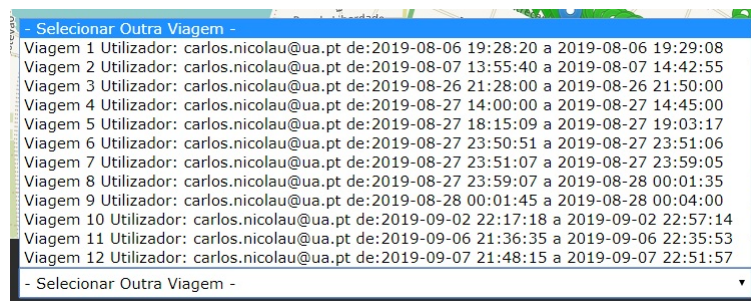 - Selecionar Outra Viagem -
Viagem 1 Utilizador: carlos.nicolau@ua.pt de:2019-08-06 19:28:20 a 2019-08-06 19:29:08
Viagem 2 Utilizador: carlos.nicolau@ua.pt de:2019-08-07 13:55:40 a 2019-08-07 14:42:55
Viagem 3 Utilizador: carlos.nicolau@ua.pt de:2019-08-26 21:28:00 a 2019-08-26 21:50:00
Viagem 4 Utilizador: carlos.nicolau@ua.pt de:2019-08-27 14:00:00 a 2019-08-27 14:45:00
Viagem 5 Utilizador: carlos.nicolau@ua.pt de:2019-08-27 18:15:09 a 2019-08-27 19:03:17
Viagem 6 Utilizador: carlos.nicolau@ua.pt de:2019-08-27 23:50:51 a 2019-08-27 23:51:06
Viagem 7 Utilizador: carlos.nicolau@ua.pt de:2019-08-27 23:51:07 a 2019-08-27 23:59:05
Viagem 8 Utilizador: carlos.nicolau@ua.pt de:2019-08-27 23:59:07 a 2019-08-28 00:01:35
Viagem 9 Utilizador: carlos.nicolau@ua.pt de:2019-08-28 00:01:45 a 2019-08-28 00:04:00
Viagem 10 Utilizador: carlos.nicolau@ua.pt de:2019-09-02 22:17:18 a 2019-09-02 22:57:14
Viagem 11 Utilizador: carlos.nicolau@ua.pt de:2019-09-06 21:36:35 a 2019-09-06 22:35:53
Viagem 12 Utilizador: carlos.nicolau@ua.pt de:2019-09-07 21:48:15 a 2019-09-07 22:51:57
- Selecionar Outra Viagem -